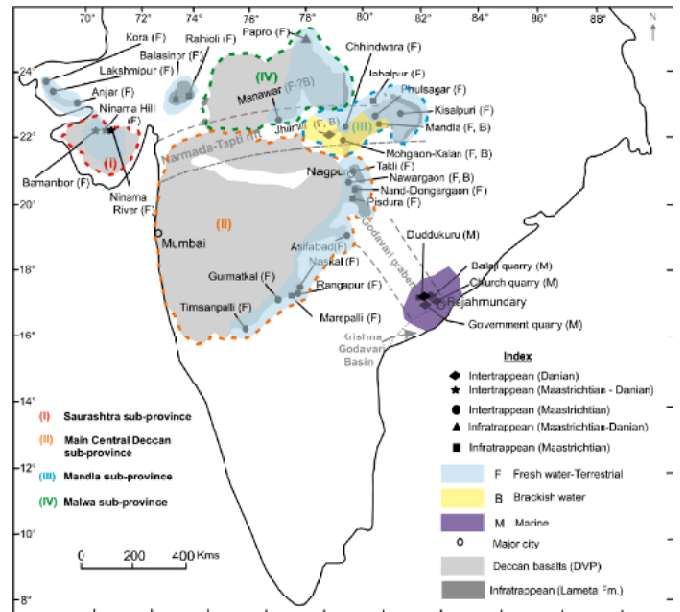 70° 72° 74° 76° 78° 80° 82° 84° 86° 88°
N
Kora (F)
Rahioli (F)
Papro (F)
Balasinor (F)
Chhindwara (F)
Lakshmipur (F)
24°
(IV)
Jabalpur (F)
Phulsagar (F)
Anjar (F)
Manawar (F-?B)
Kisalpuri (F)
Ninama Hill (F)
(III)
22°
Mandla (F, B)
Narmada-Tapti rift
Mohgaon-Kalan (F, B)
(I)
Takli (F)
Bamanbor (F)
Nagpur
Nawargaon (F, B)
Ninama River (F)
Nand-Dongargaon (F)
20°
Pisdura (F)
(II)
Duddukuru (M)
Mumbai
Asifabad (F)
Godavari graben
Balaji quarry (M)
18°
Naskal (F)
Church quarry (M)
Gurmatkal (F)
Rangapur (F)
Rajahmundry
Timsanpalli (F)
Marepalli (F)
Government quarry (M)
16°
Krishna Godavari Basin
Index
Intertrappean (Danian)
Intertrappean (Maastrichtian - Danian)
14°
Intertrappean (Maastrichtian)
(I) Saurashtra sub-province
Infratrappean (Maastrichtian-Danian)
(II) Main Central Deccan
sub-province
Infratrappean (Maastrichtian)
12°
(III) Mandla sub-province
F Fresh water-Terrestrial
(IV) Malwa sub-province
B Brackish water
M Marine
10°
Major city
0 200 400 Kms
Deccan basalts (DVP)
8°
Infratrappean (Lameta Fm.)